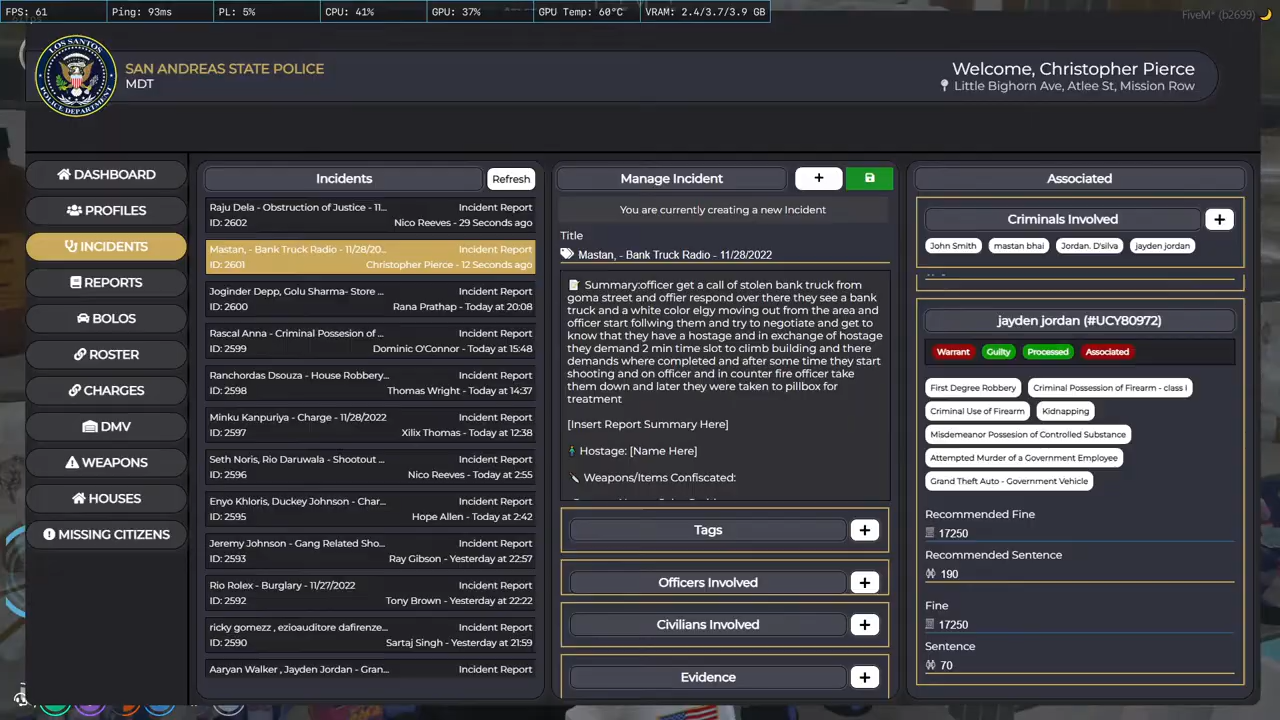 FPS: 61 Ping: 93ms PL: 5% CPU: 41% GPU: 37% GPU Temp: 60°C VRAM: 2.4/3.7/3.9 GB
FiveM* (b2699)
LOS SANTOS
POLICE DEPARTMENT
SAN ANDREAS STATE POLICE
MDT
Welcome, Christopher Pierce
Little Bighorn Ave, Atlee St, Mission Row
DASHBOARD
PROFILES
INCIDENTS
REPORTS
BOLOS
ROSTER
CHARGES
DMV
WEAPONS
HOUSES
MISSING CITIZENS
Incidents Refresh
Raju Dela - Obstruction of Justice - 11... Incident Report
ID: 2602 Nico Reeves - 29 Seconds ago
Mastan, - Bank Truck Radio - 11/28/20... Incident Report
ID: 2601 Christopher Pierce - 12 Seconds ago
Joginder Depp, Golu Sharma- Store ... Incident Report
ID: 2600 Rana Prathap - Today at 20:08
Rascal Anna - Criminal Possesion of ... Incident Report
ID: 2599 Dominic O'Connor - Today at 15:48
Ranchordas Dsouza - House Robbery... Incident Report
ID: 2598 Thomas Wright - Today at 14:37
Minku Kanpuriya - Charge - 11/28/2022 Incident Report
ID: 2597 Xilix Thomas - Today at 12:38
Seth Noris, Rio Daruwala - Shootout ... Incident Report
ID: 2596 Nico Reeves - Today at 2:55
Enyo Khloris, Duckey Johnson - Char... Incident Report
ID: 2595 Hope Allen - Today at 2:42
Jeremy Johnson - Gang Related Sho... Incident Report
ID: 2593 Ray Gibson - Yesterday at 22:57
Rio Rolex - Burglary - 11/27/2022 Incident Report
ID: 2592 Tony Brown - Yesterday at 22:22
ricky gomezz , ezioauditore dafirenze... Incident Report
ID: 2590 Sartaj Singh - Yesterday at 21:59
Aaryan Walker , Jayden Jordan - Gran... Incident Report
Manage Incident +
You are currently creating a new Incident
Title
Mastan, - Bank Truck Radio - 11/28/2022
📝 Summary:officer get a call of stolen bank truck from
goma street and offier respond over there they see a bank
truck and a white color elgy moving out from the area and
officer start follwing them and try to negotiate and get to
know that they have a hostage and in exchange of hostage
they demand 2 min time slot to climb building and there
demands where completed and after some time they start
shooting and on officer and in counter fire officer take
them down and later they were taken to pillbox for
treatment
[Insert Report Summary Here]
Hostage: [Name Here]
Weapons/Items Confiscated:
Tags +
Officers Involved +
Civilians Involved +
Evidence +
Associated
Criminals Involved +
John Smith mastan bhai Jordan. D'silva jayden jordan
jayden jordan (#UCY80972)
Warrant Guilty Processed Associated
First Degree Robbery Criminal Possession of Firearm - class I
Criminal Use of Firearm Kidnapping
Misdemeanor Possesion of Controlled Substance
Attempted Murder of a Government Employee
Grand Theft Auto - Government Vehicle
Recommended Fine
17250
Recommended Sentence
190
Fine
17250
Sentence
70